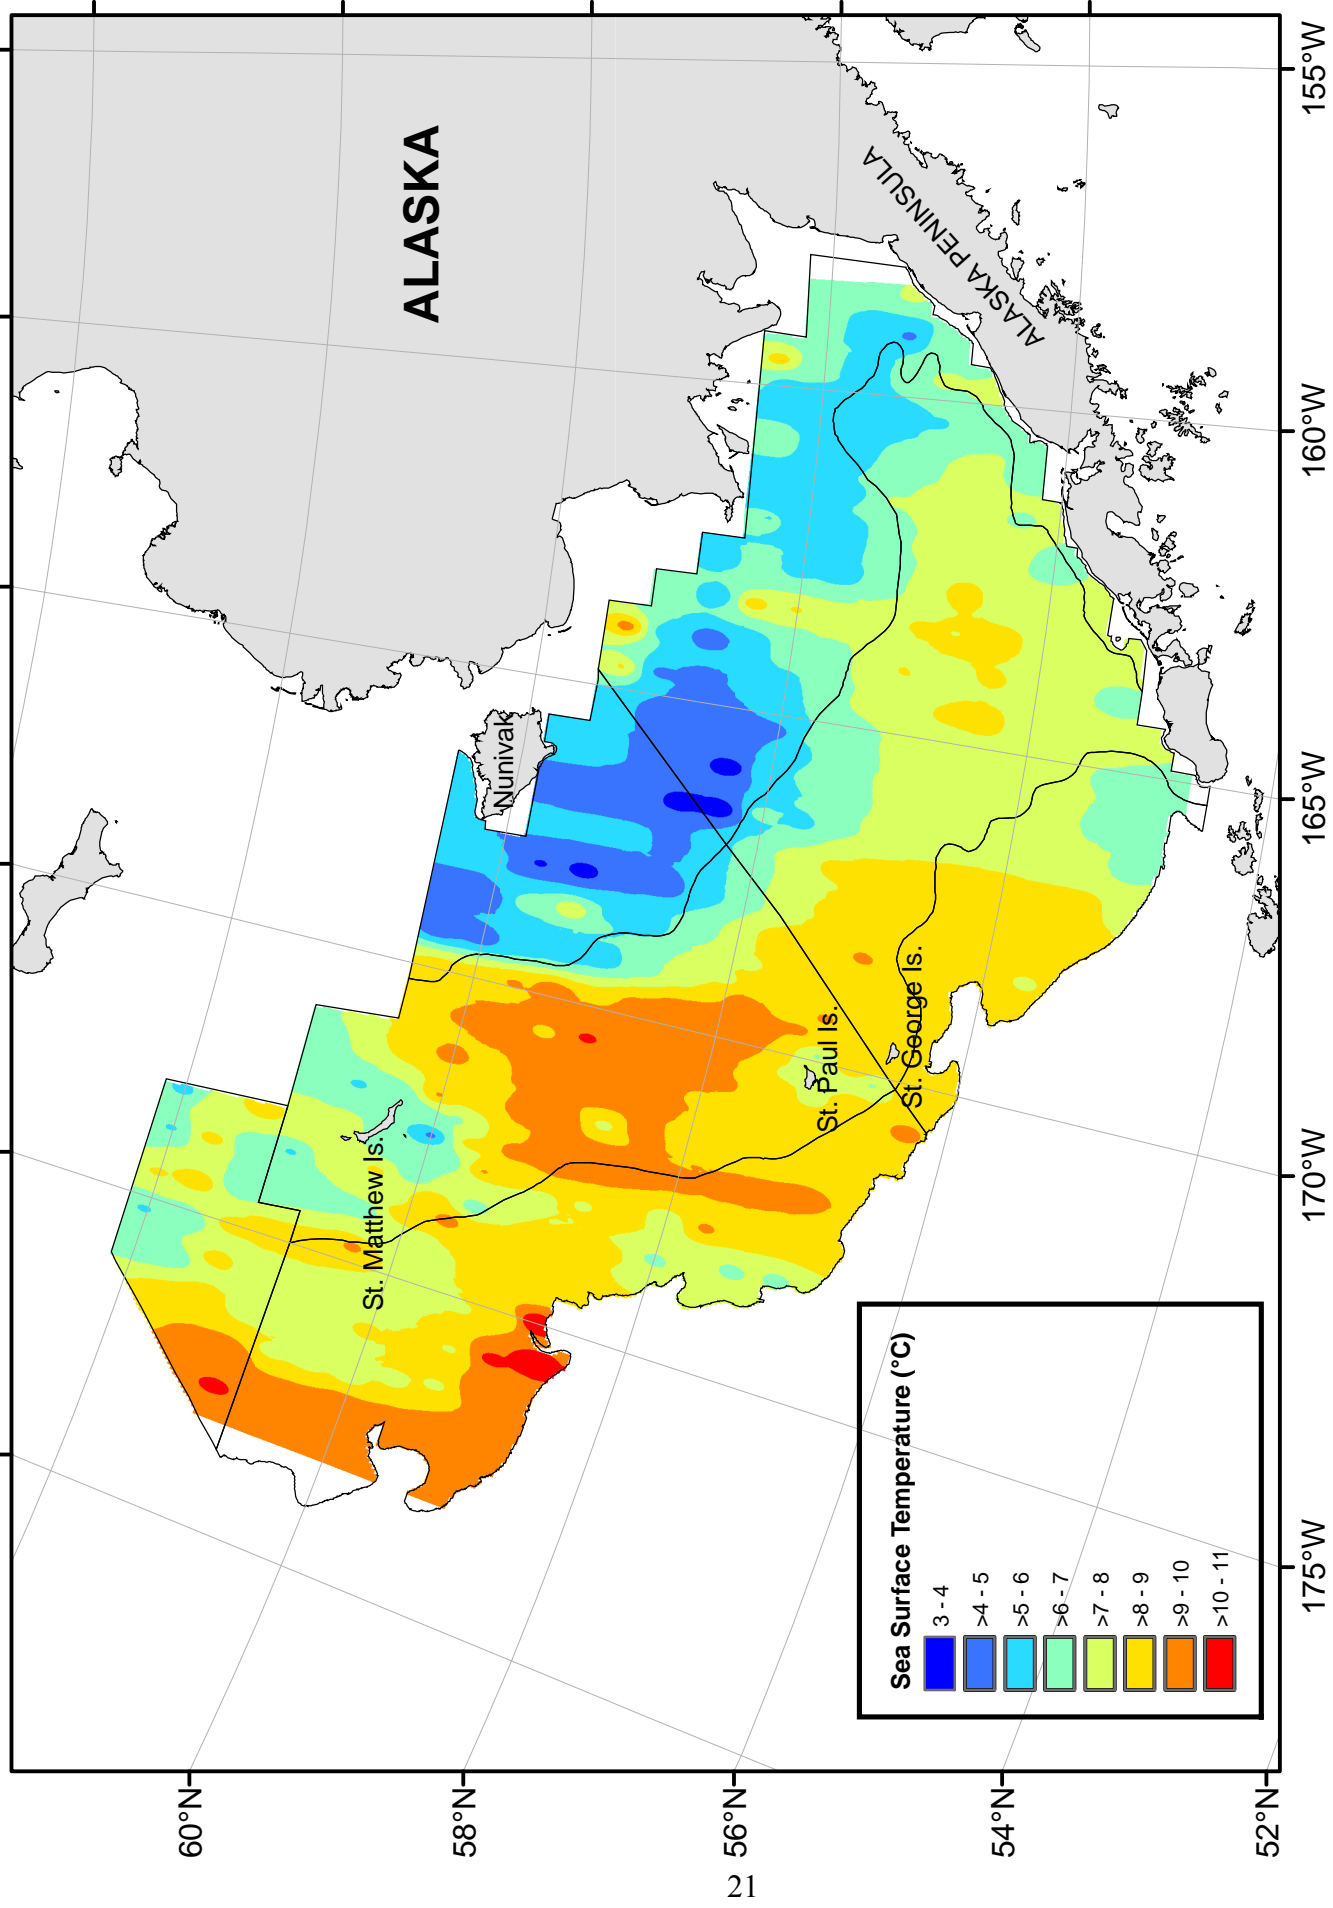 ALASKA
ALASKA PENINSULA
Nunivak
St. Matthew Is.
St. Paul Is.
St. George Is.
Sea Surface Temperature (°C)
3 - 4
>4 - 5
>5 - 6
>6 - 7
>7 - 8
>8 - 9
>9 - 10
>10 - 11
60°N
58°N
56°N
54°N
52°N
175°W
170°W
165°W
160°W
155°W
21